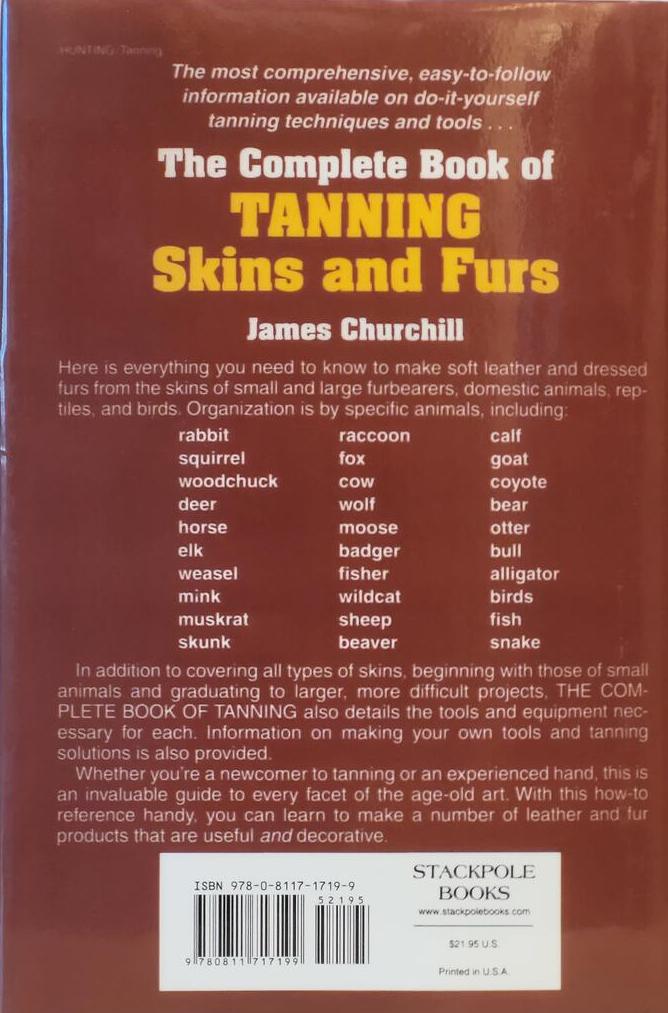 HUNTING/Tanning
The most comprehensive, easy-to-follow
information available on do-it-yourself
tanning techniques and tools . . .
The Complete Book of
TANNING
Skins and Furs
James Churchill
Here is everything you need to know to make soft leather and dressed
furs from the skins of small and large furbearers, domestic animals, rep-
tiles, and birds. Organization is by specific animals, including:
rabbit raccoon calf
squirrel fox goat
woodchuck cow coyote
deer wolf bear
horse moose otter
elk badger bull
weasel fisher alligator
mink wildcat birds
muskrat sheep fish
skunk beaver snake
In addition to covering all types of skins, beginning with those of small
animals and graduating to larger, more difficult projects, THE COM-
PLETE BOOK OF TANNING also details the tools and equipment nec-
essary for each. Information on making your own tools and tanning
solutions is also provided.
Whether you're a newcomer to tanning or an experienced hand, this is
an invaluable guide to every facet of the age-old art. With this how-to
reference handy, you can learn to make a number of leather and fur
products that are useful and decorative.
ISBN 978-0-8117-1719-9
52195
9 780811 717199
STACKPOLE
BOOKS
www.stackpolebooks.com
$21.95 U.S.
Printed in U.S.A.